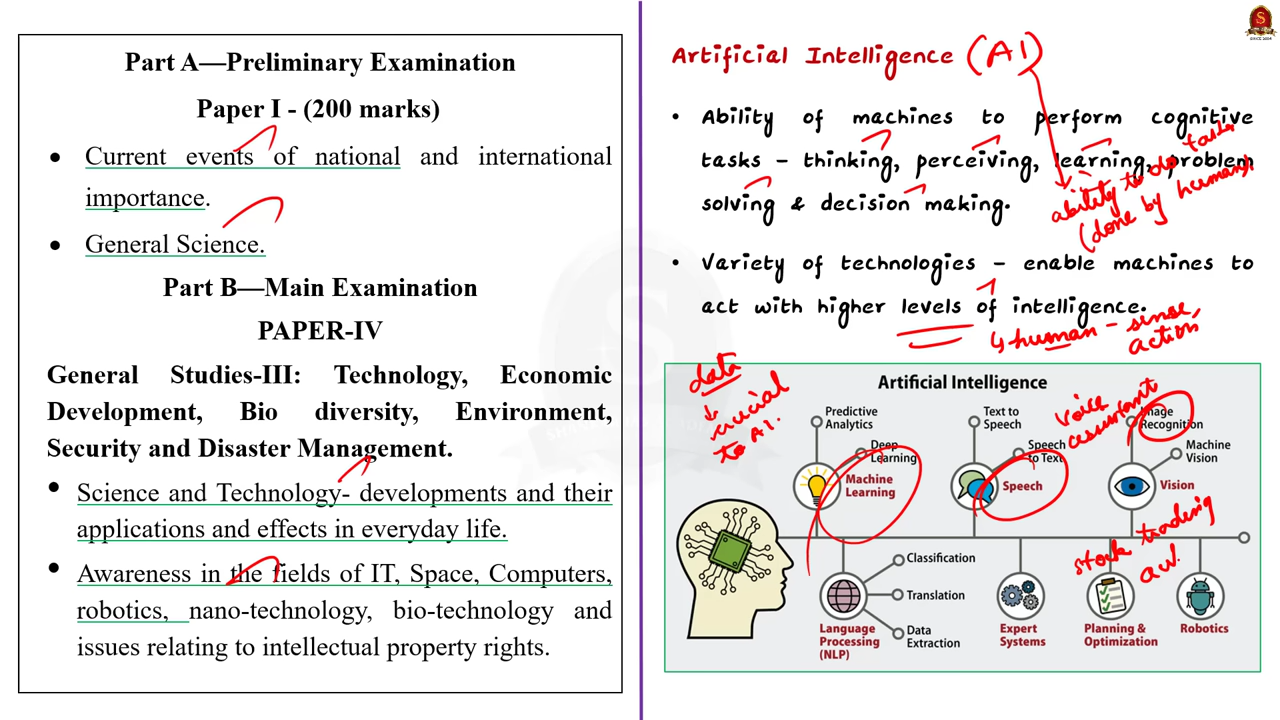 Part A—Preliminary Examination
Paper I - (200 marks)
• Current events of national and international
importance.
• General Science.
Part B—Main Examination
PAPER-IV
General Studies-III: Technology, Economic
Development, Bio diversity, Environment,
Security and Disaster Management.
• Science and Technology- developments and their
applications and effects in everyday life.
• Awareness in the fields of IT, Space, Computers,
robotics, nano-technology, bio-technology and
issues relating to intellectual property rights.
S
SINCE 2004
Artificial Intelligence (AI)
• Ability of machines to perform cognitive
tasks – thinking, perceiving, learning, problem
solving & decision making.
ability to do tasks
(done by humans)
• Variety of technologies – enable machines to
act with higher levels of intelligence.
human – sense,
action
data
crucial
to AI.
Artificial Intelligence
Predictive
Analytics
Deep
Learning
Machine
Learning
Text to
Speech
Speech
to Text
Speech
voice
assistant
Image
Recognition
Machine
Vision
Vision
stock trading
Language
Processing
(NLP)
Classification
Translation
Data
Extraction
Expert
Systems
Planning &
Optimization
Robotics